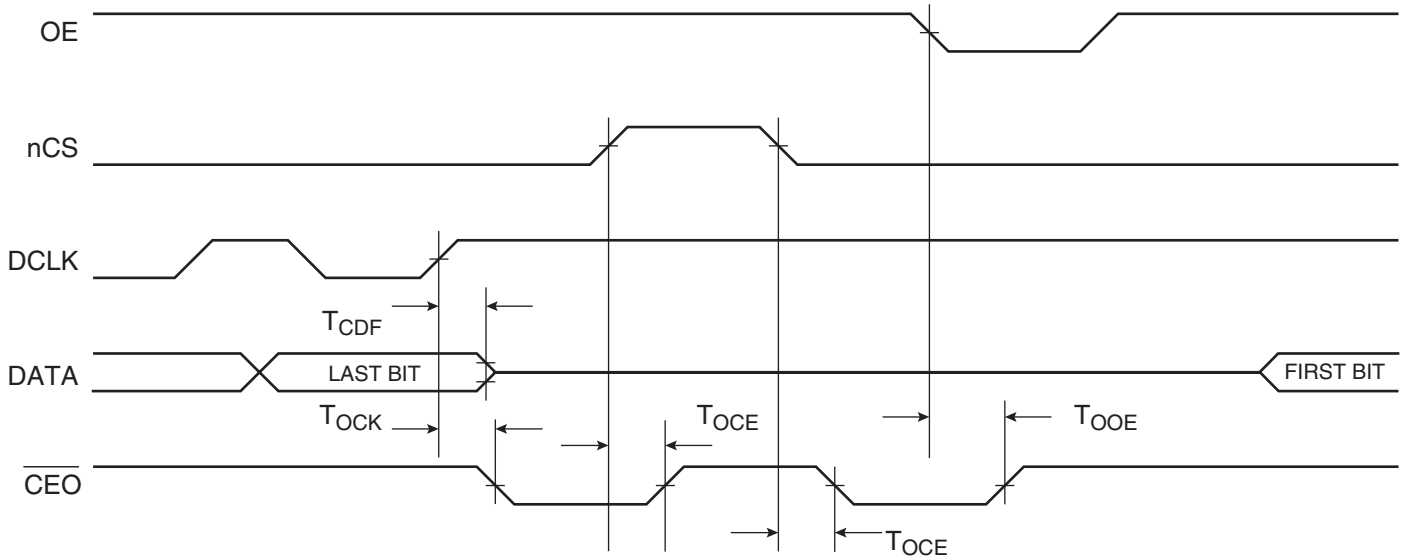 OE
nCS
DCLK
TCDF
DATA
LAST BIT
FIRST BIT
TOCK
TOCE
TOOE
CEO
TOCE